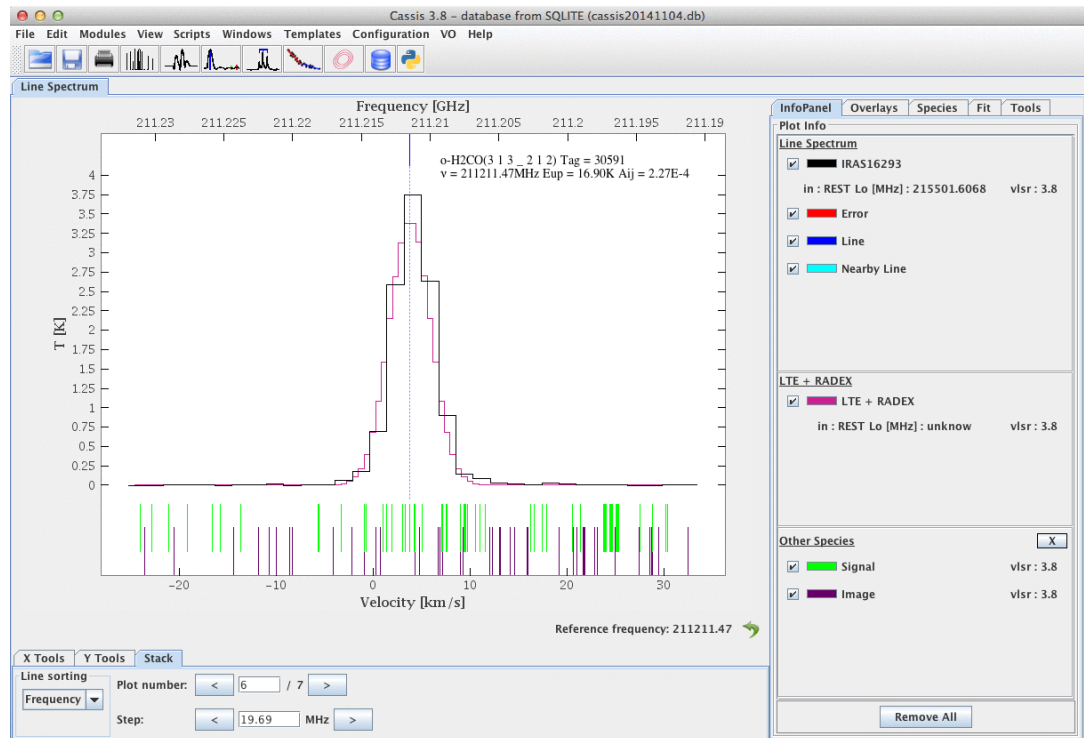 Cassis 3.8 - database from SQLITE (cassis20141104.db)
File Edit Modules View Scripts Windows Templates Configuration VO Help
Line Spectrum
Frequency [GHz]
211.23 211.225 211.22 211.215 211.21 211.205 211.2 211.195 211.19
o-H2CO(3 1 3 _ 2 1 2) Tag = 30591
ν = 211211.47MHz Eup = 16.90K Aij = 2.27E-4
T [K]
4
3.75
3.5
3.25
3
2.75
2.5
2.25
2
1.75
1.5
1.25
1
0.75
0.5
0.25
0
-20 -10 0 10 20 30
Velocity [km/s]
Reference frequency: 211211.47
X Tools Y Tools Stack
Line sorting
Frequency
Plot number: < 6 / 7 >
Step: < 19.69 MHz >
InfoPanel Overlays Species Fit Tools
Plot Info
Line Spectrum
IRAS16293
in : REST Lo [MHz] : 215501.6068 vlsr : 3.8
Error
Line
Nearby Line
LTE + RADEX
LTE + RADEX
in : REST Lo [MHz] : unknow vlsr : 3.8
Other Species X
Signal vlsr : 3.8
Image vlsr : 3.8
Remove All